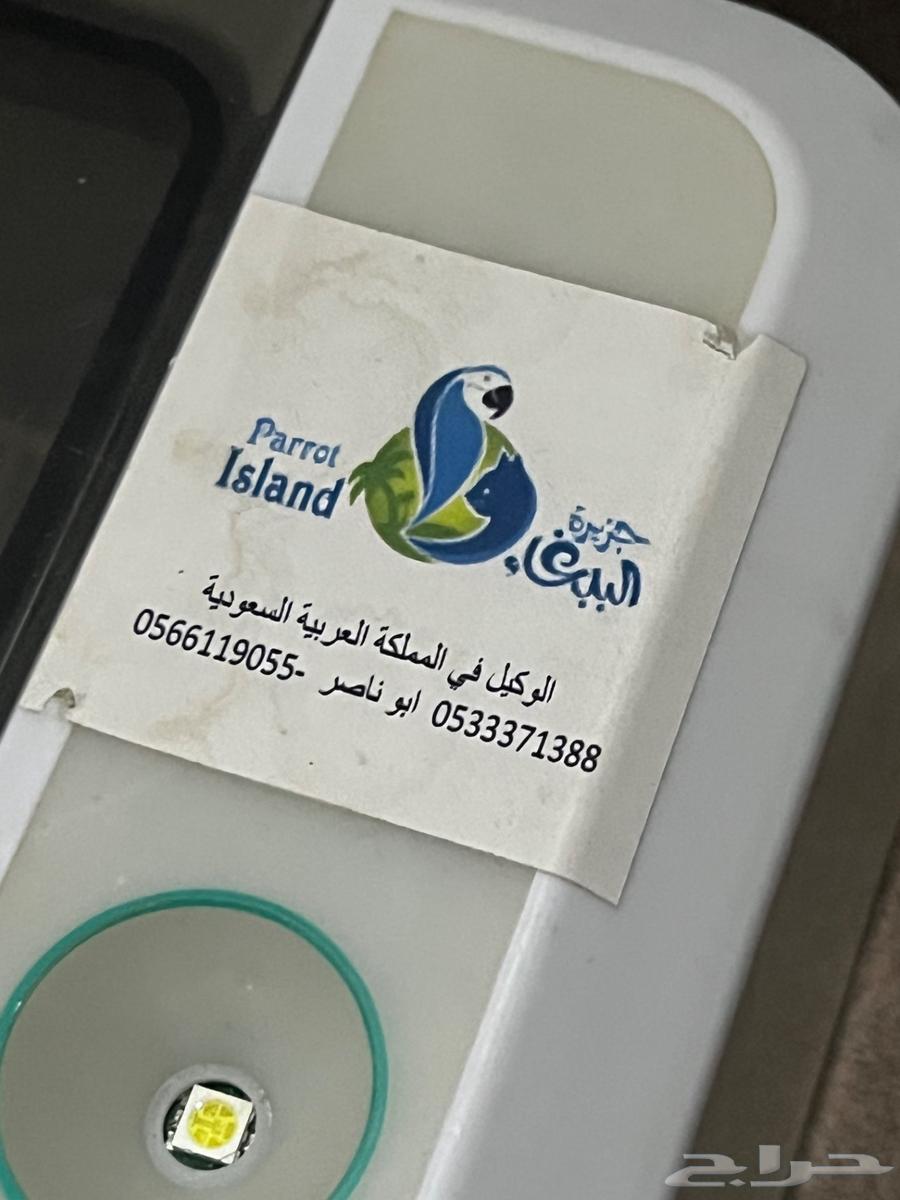 Parrot
Island
جزيرة
الببغاء
الوكيل في المملكة العربية السعودية
0533371388 ابو ناصر -0566119055
حراج